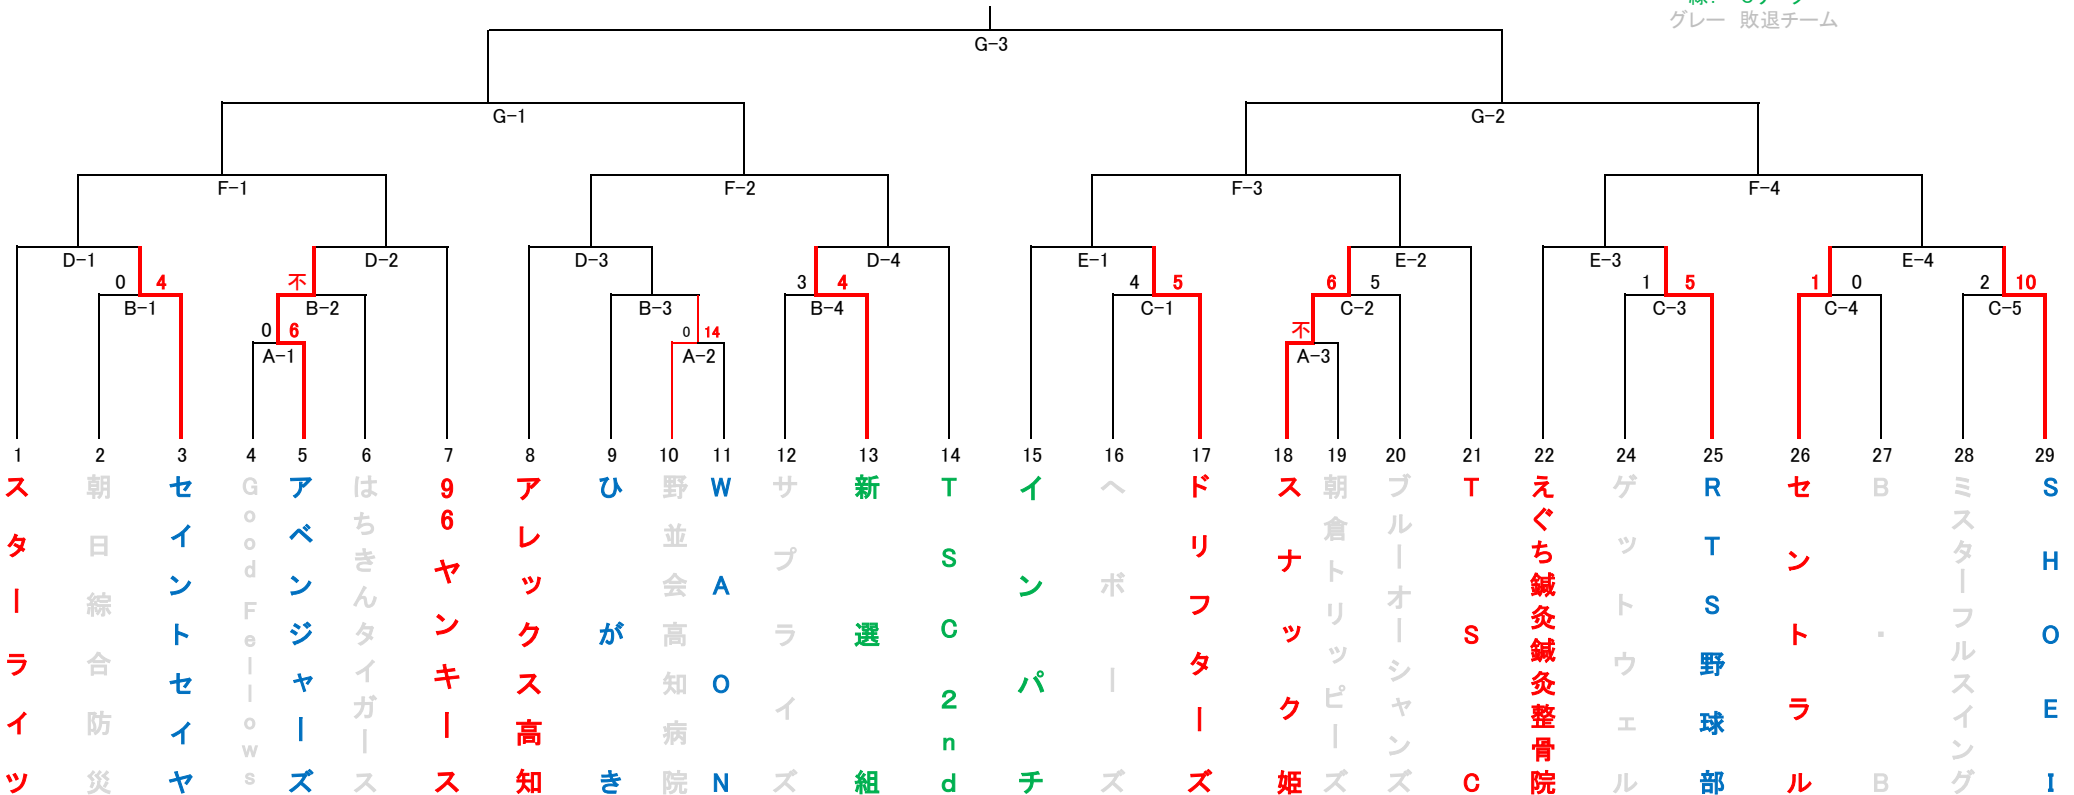 グレー 敗退チーム
G-3
G-1
G-2
F-1
F-2
F-3
F-4
D-1
D-2
D-3
D-4
E-1
E-2
E-3
E-4
0 4
不
3 4
4 5
6 5
1 5
1 0
2 10
B-1
B-2
B-3
B-4
C-1
C-2
C-3
C-4
C-5
0 6
0 14
不
A-1
A-2
A-3
1 2 3 4 5 6 7 8 9 10 11 12 13 14 15 16 17 18 19 20 21 22 24 25 26 27 28 29
スターライツ
朝日綜合防災
セイントセイヤ
Good Fellows
アベンジャーズ
はちきんタイガース
96ヤンキース
アレックス高知
ひがき
野並会高知病院
WAON
サプライズ
新選組
TSC2nd
インパチ
ヘボーズ
ドリフターズ
スナック姫
朝倉トリッピーズ
ブルーオーシャンズ
TSC
えぐち鍼灸鍼灸整骨院
ゲットウェル
RTS野球部
セントラル
B・B
ミスターフルスイング
SHOEI